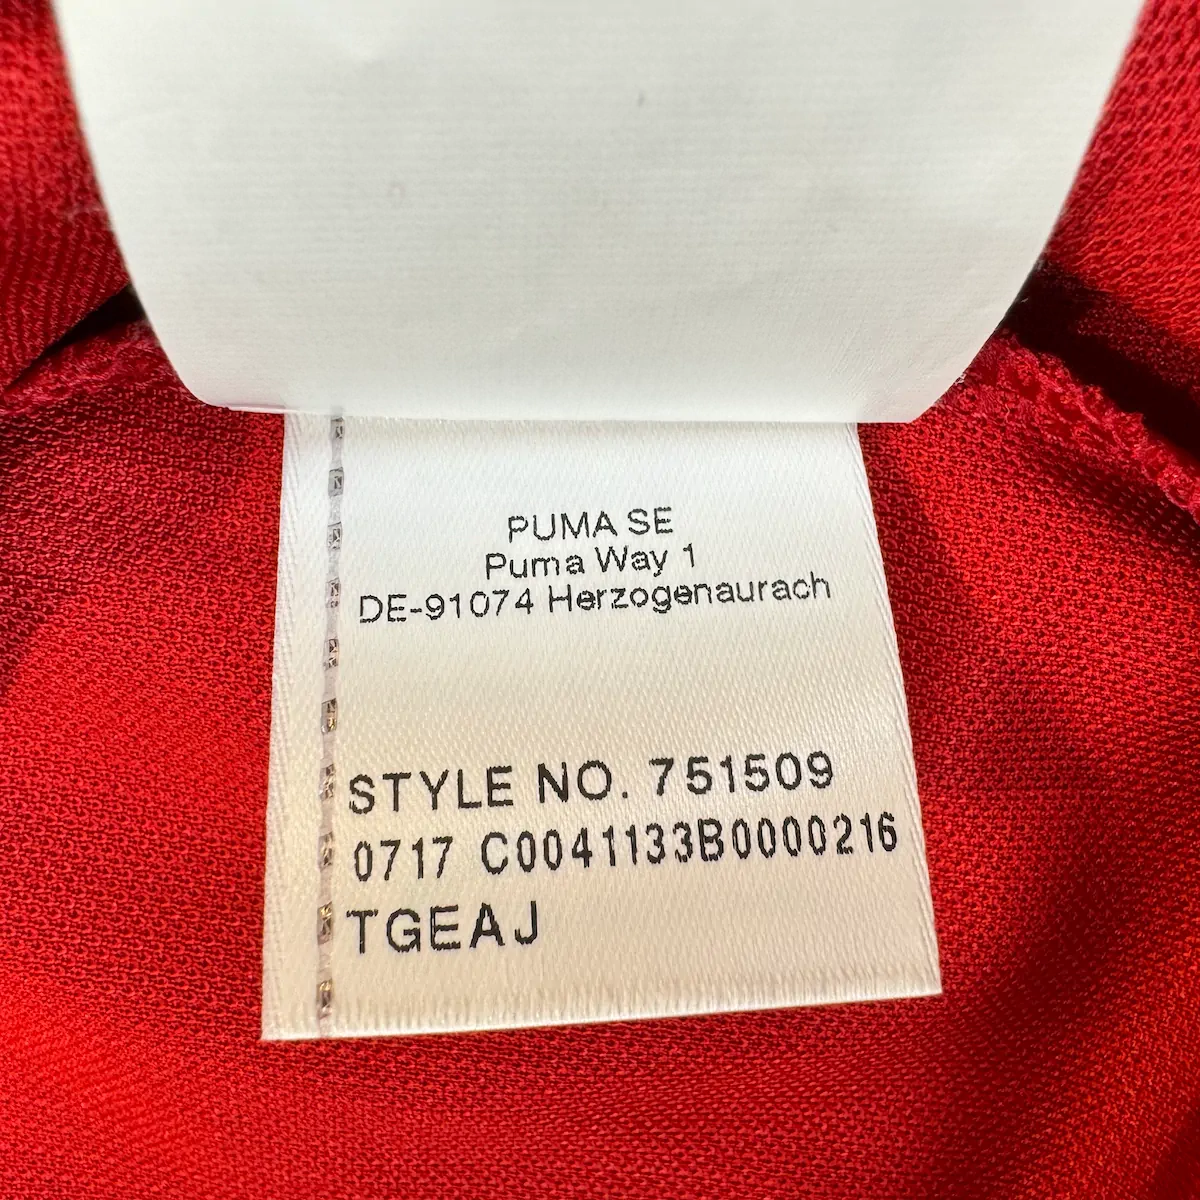 PUMA SE
Puma Way 1
DE-91074 Herzogenaurach
STYLE NO. 751509
0717 C0041133B0000216
TGEAJ